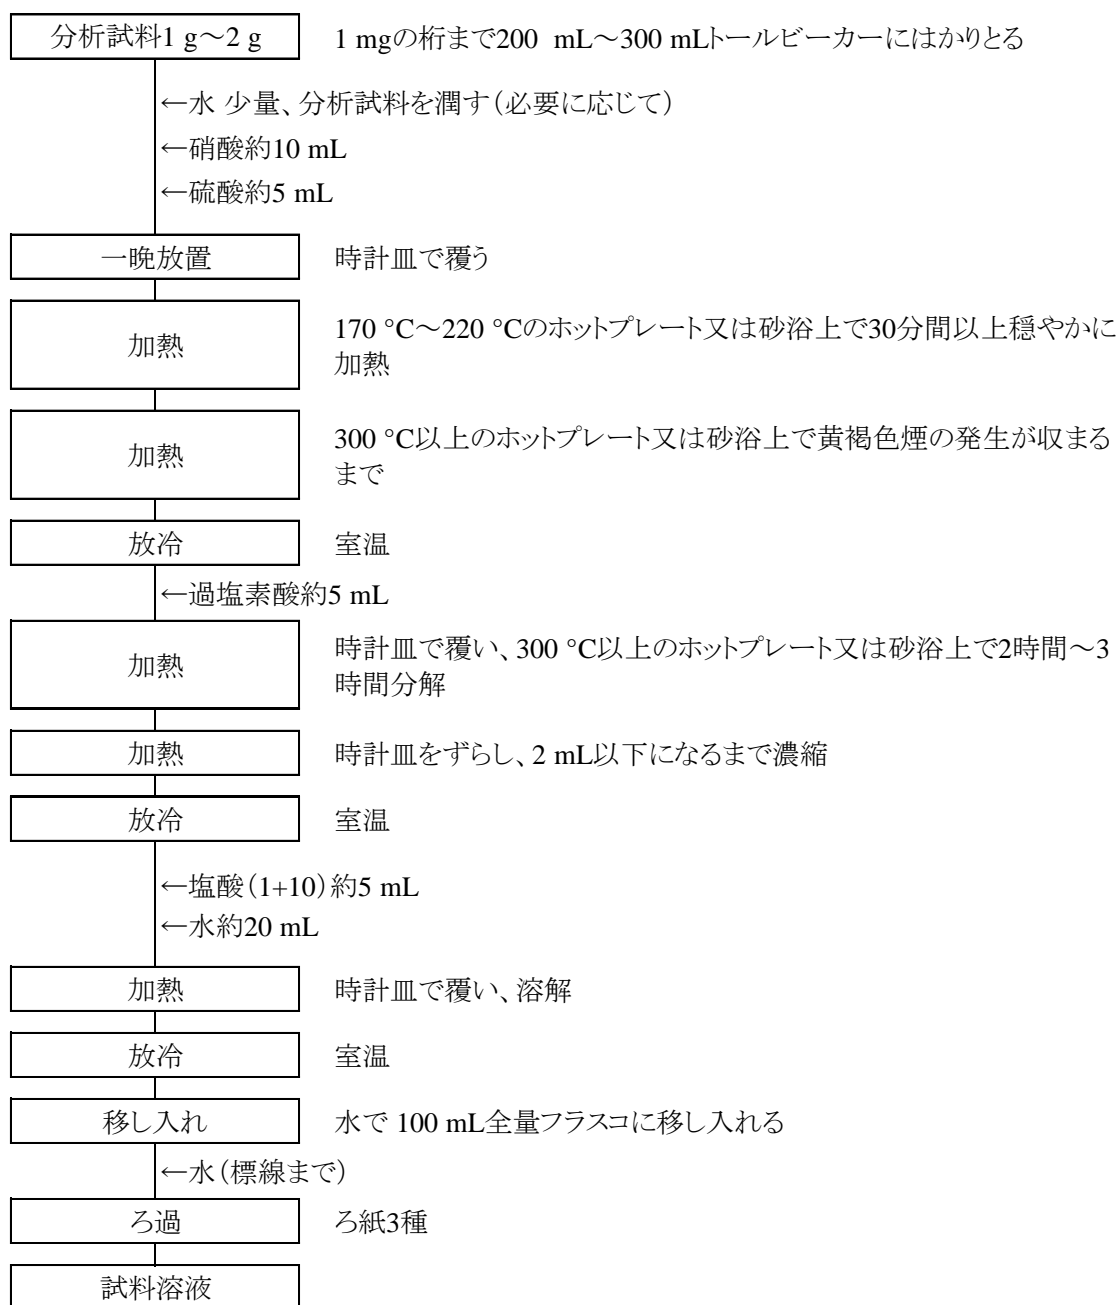 分析試料1 g～2 g 1 mgの桁まで200 mL～300 mLトールビーカーにはかりとる
←水 少量、分析試料を潤す（必要に応じて）
←硝酸約10 mL
←硫酸約5 mL
一晩放置 時計皿で覆う
加熱 170 °C～220 °Cのホットプレート又は砂浴上で30分間以上穏やかに
加熱
加熱 300 °C以上のホットプレート又は砂浴上で黄褐色煙の発生が収まる
まで
放冷 室温
←過塩素酸約5 mL
加熱 時計皿で覆い、300 °C以上のホットプレート又は砂浴上で2時間～3
時間分解
加熱 時計皿をずらし、2 mL以下になるまで濃縮
放冷 室温
←塩酸（1+10）約5 mL
←水約20 mL
加熱 時計皿で覆い、溶解
放冷 室温
移し入れ 水で 100 mL全量フラスコに移し入れる
←水（標線まで）
ろ過 ろ紙3種
試料溶液